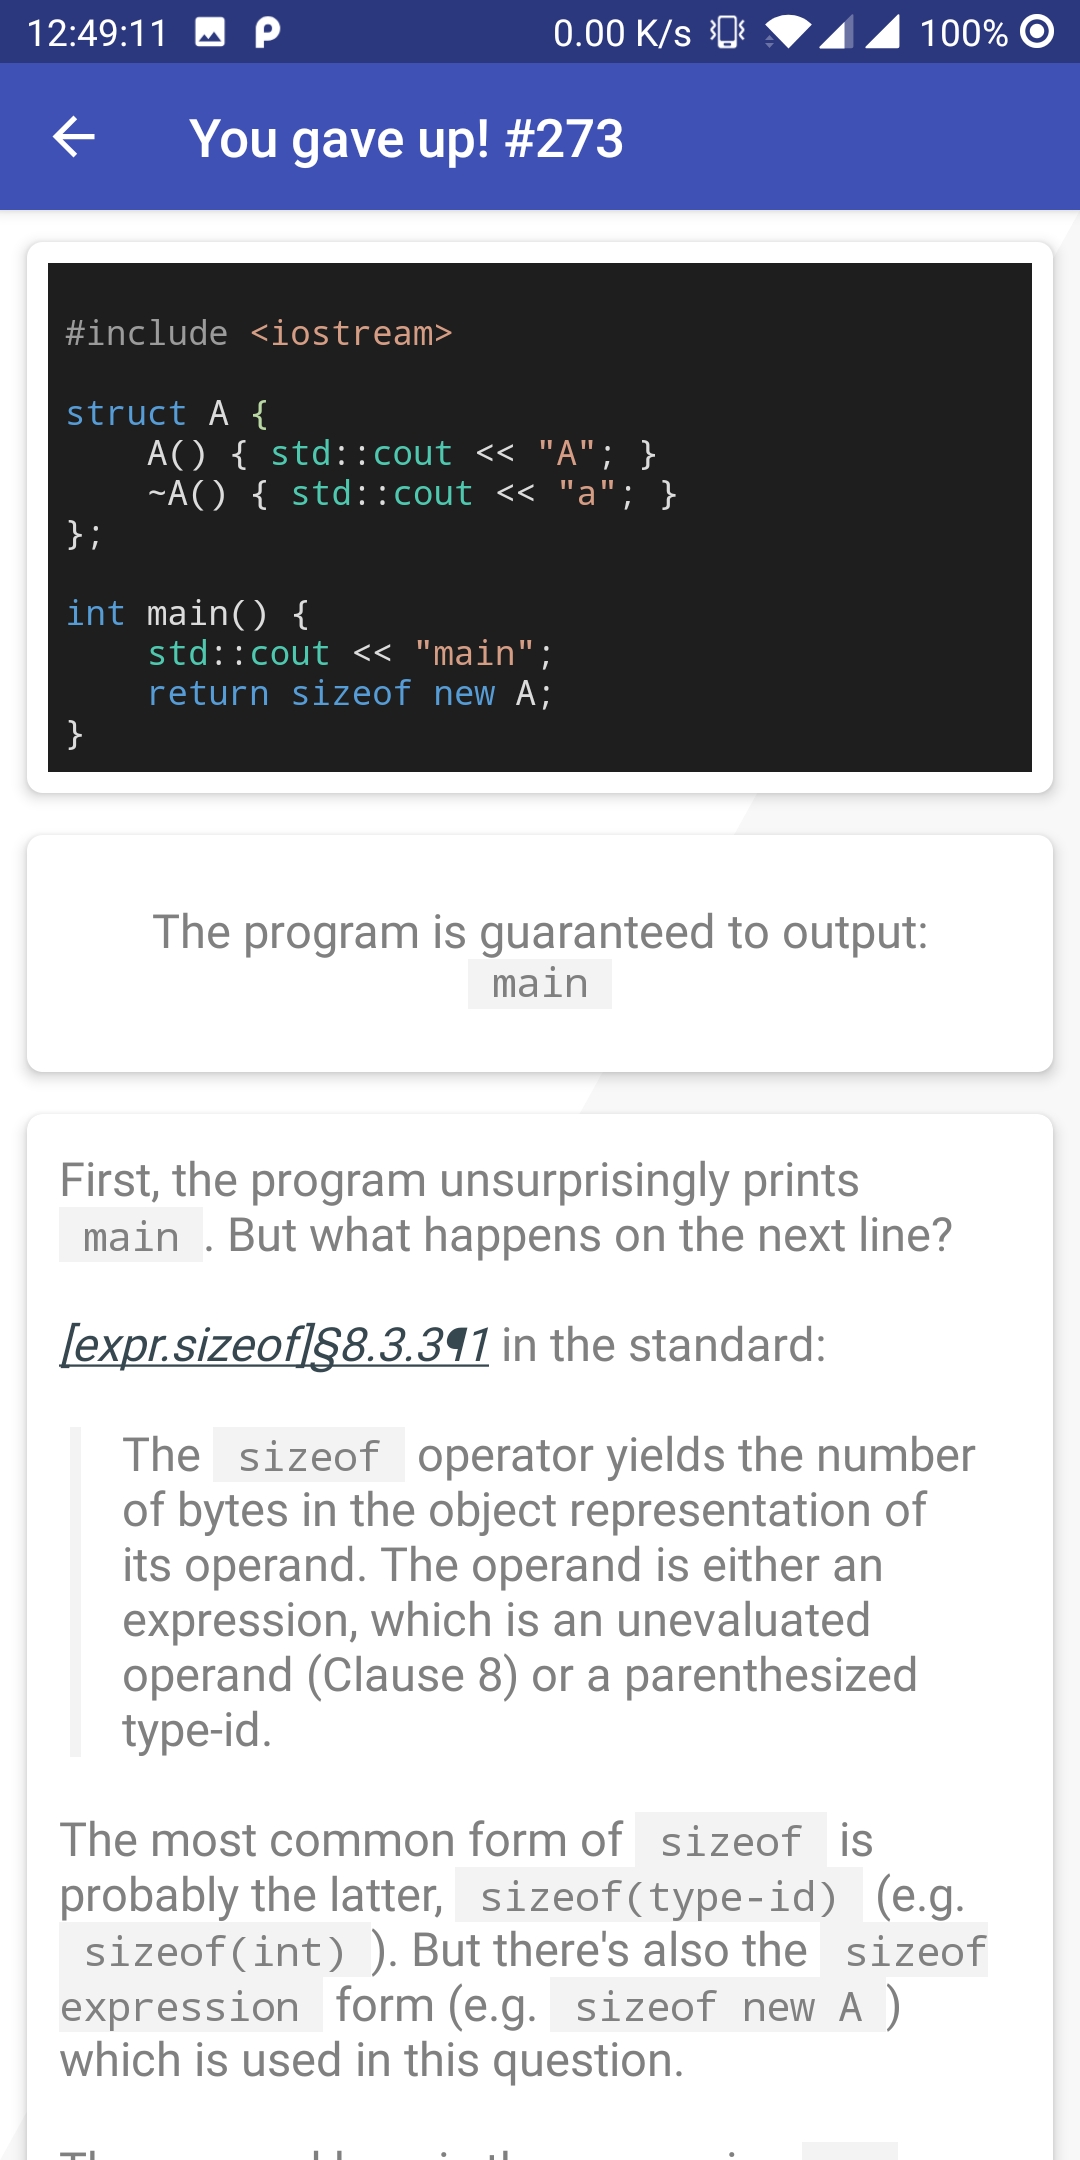 12:49:11 0.00 K/s 100%
You gave up! #273
#include <iostream>
struct A {
    A() { std::cout << "A"; }
    ~A() { std::cout << "a"; }
};
int main() {
    std::cout << "main";
    return sizeof new A;
}
The program is guaranteed to output:
main
First, the program unsurprisingly prints
main . But what happens on the next line?
[expr.sizeof]§8.3.3¶1 in the standard:
The sizeof operator yields the number
of bytes in the object representation of
its operand. The operand is either an
expression, which is an unevaluated
operand (Clause 8) or a parenthesized
type-id.
The most common form of sizeof is
probably the latter, sizeof(type-id) (e.g.
sizeof(int) ). But there's also the sizeof
expression form (e.g. sizeof new A )
which is used in this question.